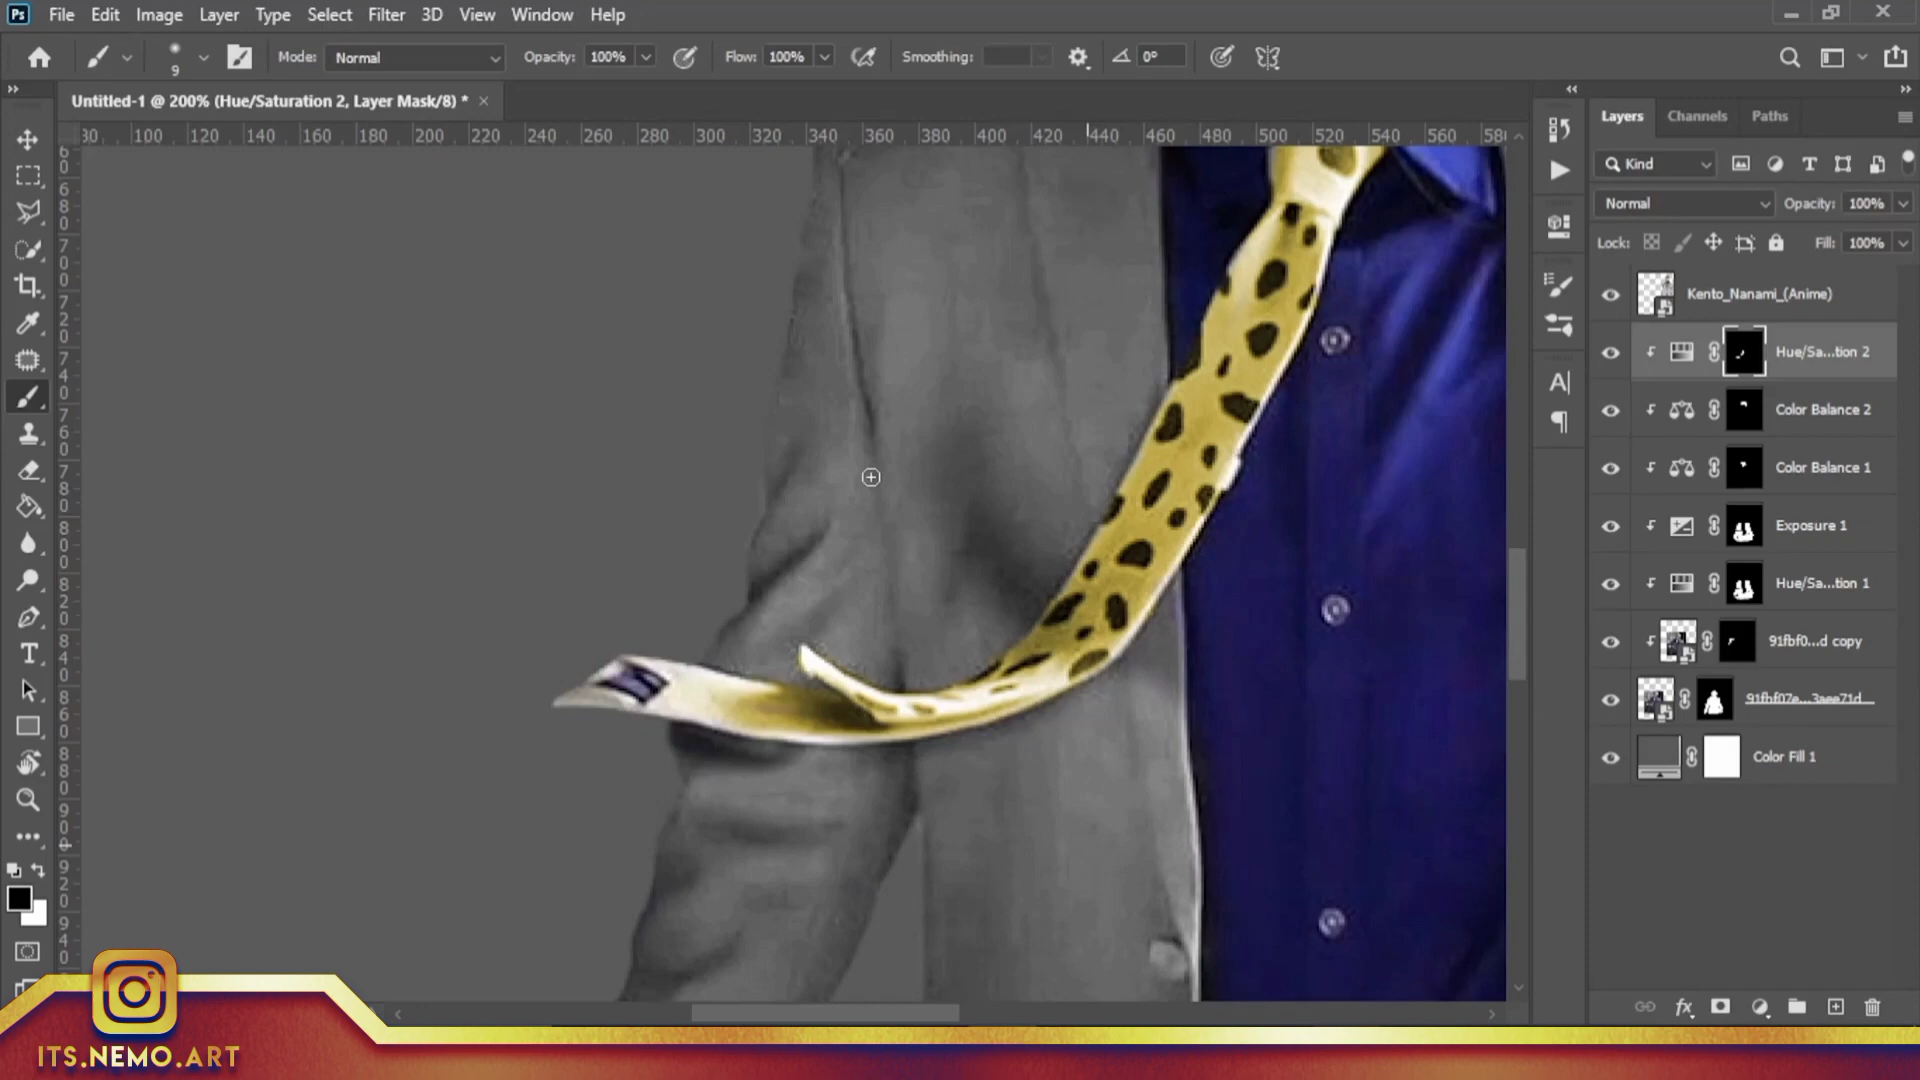 Ps File Edit Image Layer Type Select Filter 3D View Window Help
9 Mode: Normal Opacity: 100% Flow: 100% Smoothing: 0°
Untitled-1 @ 200% (Hue/Saturation 2, Layer Mask/8) * ×
100 120 140 160 180 200 220 240 260 280 300 320 340 360 380 400 420 440 460 480 500 520 540 560
Layers Channels Paths
Kind
Normal Opacity: 100%
Lock: Fill: 100%
Kento_Nanami_(Anime)
Hue/Sa...tion 2
Color Balance 2
Color Balance 1
Exposure 1
Hue/Sa...tion 1
91fbf0...d copy
91fbf07e...3aee71d
Color Fill 1
ITS.NEMO.ART